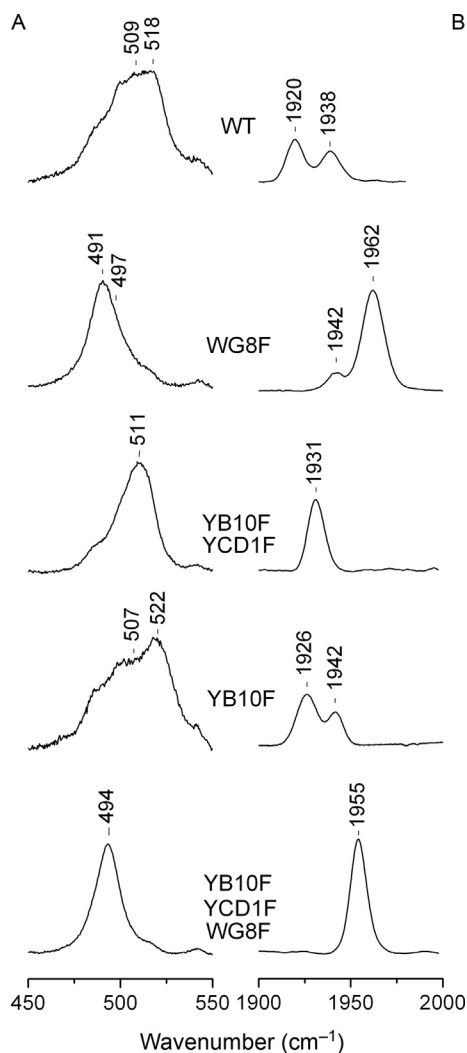 A B
509 518
1920 1938
WT
491 497
1942 1962
WG8F
511
1931
YB10F
YCD1F
507 522
1926 1942
YB10F
494
1955
YB10F
YCD1F
WG8F
450 500 550 1900 1950 2000
Wavenumber (cm⁻¹)